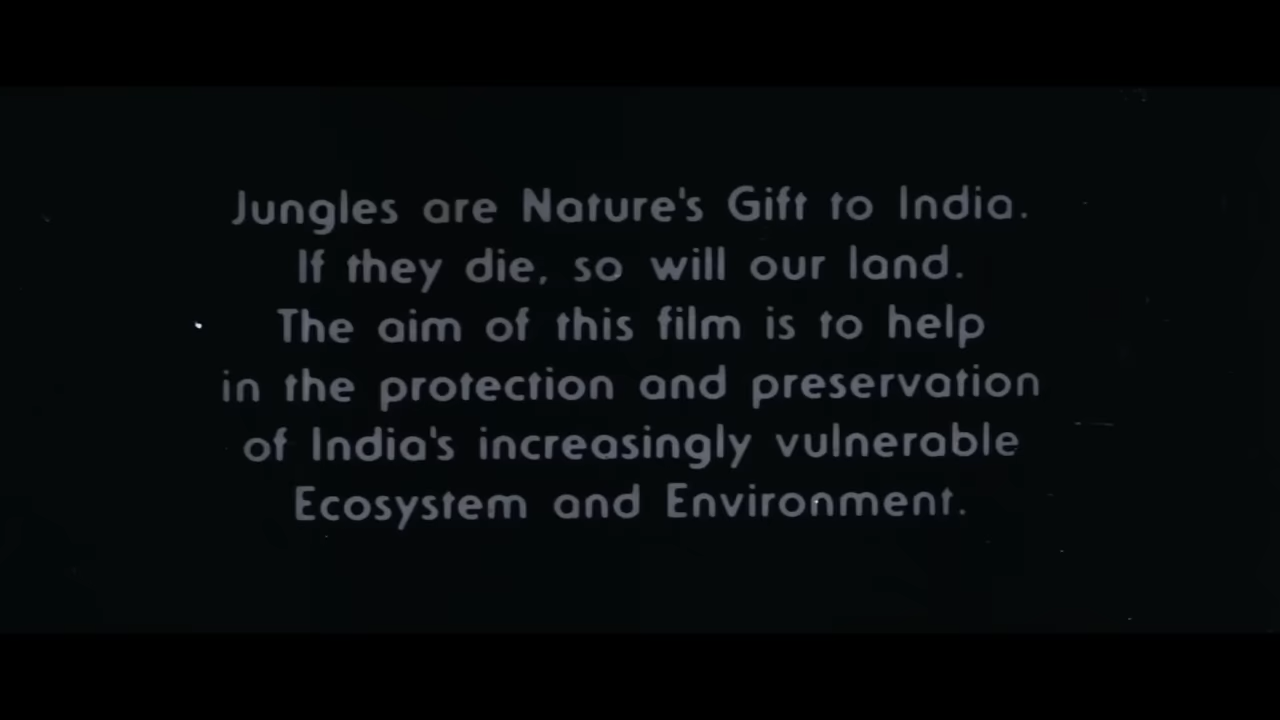 Jungles are Nature's Gift to India.
If they die, so will our land.
The aim of this film is to help
in the protection and preservation
of India's increasingly vulnerable
Ecosystem and Environment.